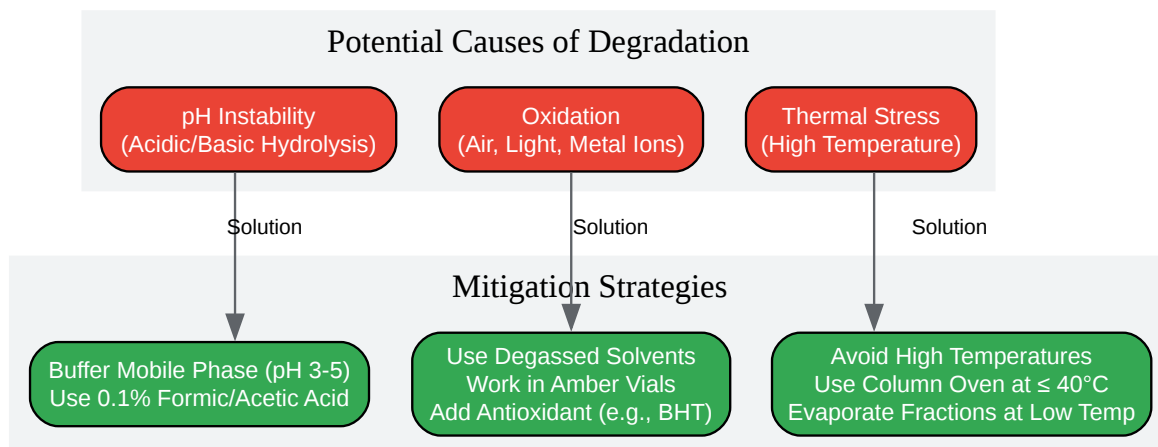 Potential Causes of Degradation
pH Instability
(Acidic/Basic Hydrolysis)
Oxidation
(Air, Light, Metal Ions)
Thermal Stress
(High Temperature)
Solution
Solution
Solution
Mitigation Strategies
Buffer Mobile Phase (pH 3-5)
Use 0.1% Formic/Acetic Acid
Use Degassed Solvents
Work in Amber Vials
Add Antioxidant (e.g., BHT)
Avoid High Temperatures
Use Column Oven at ≤ 40°C
Evaporate Fractions at Low Temp